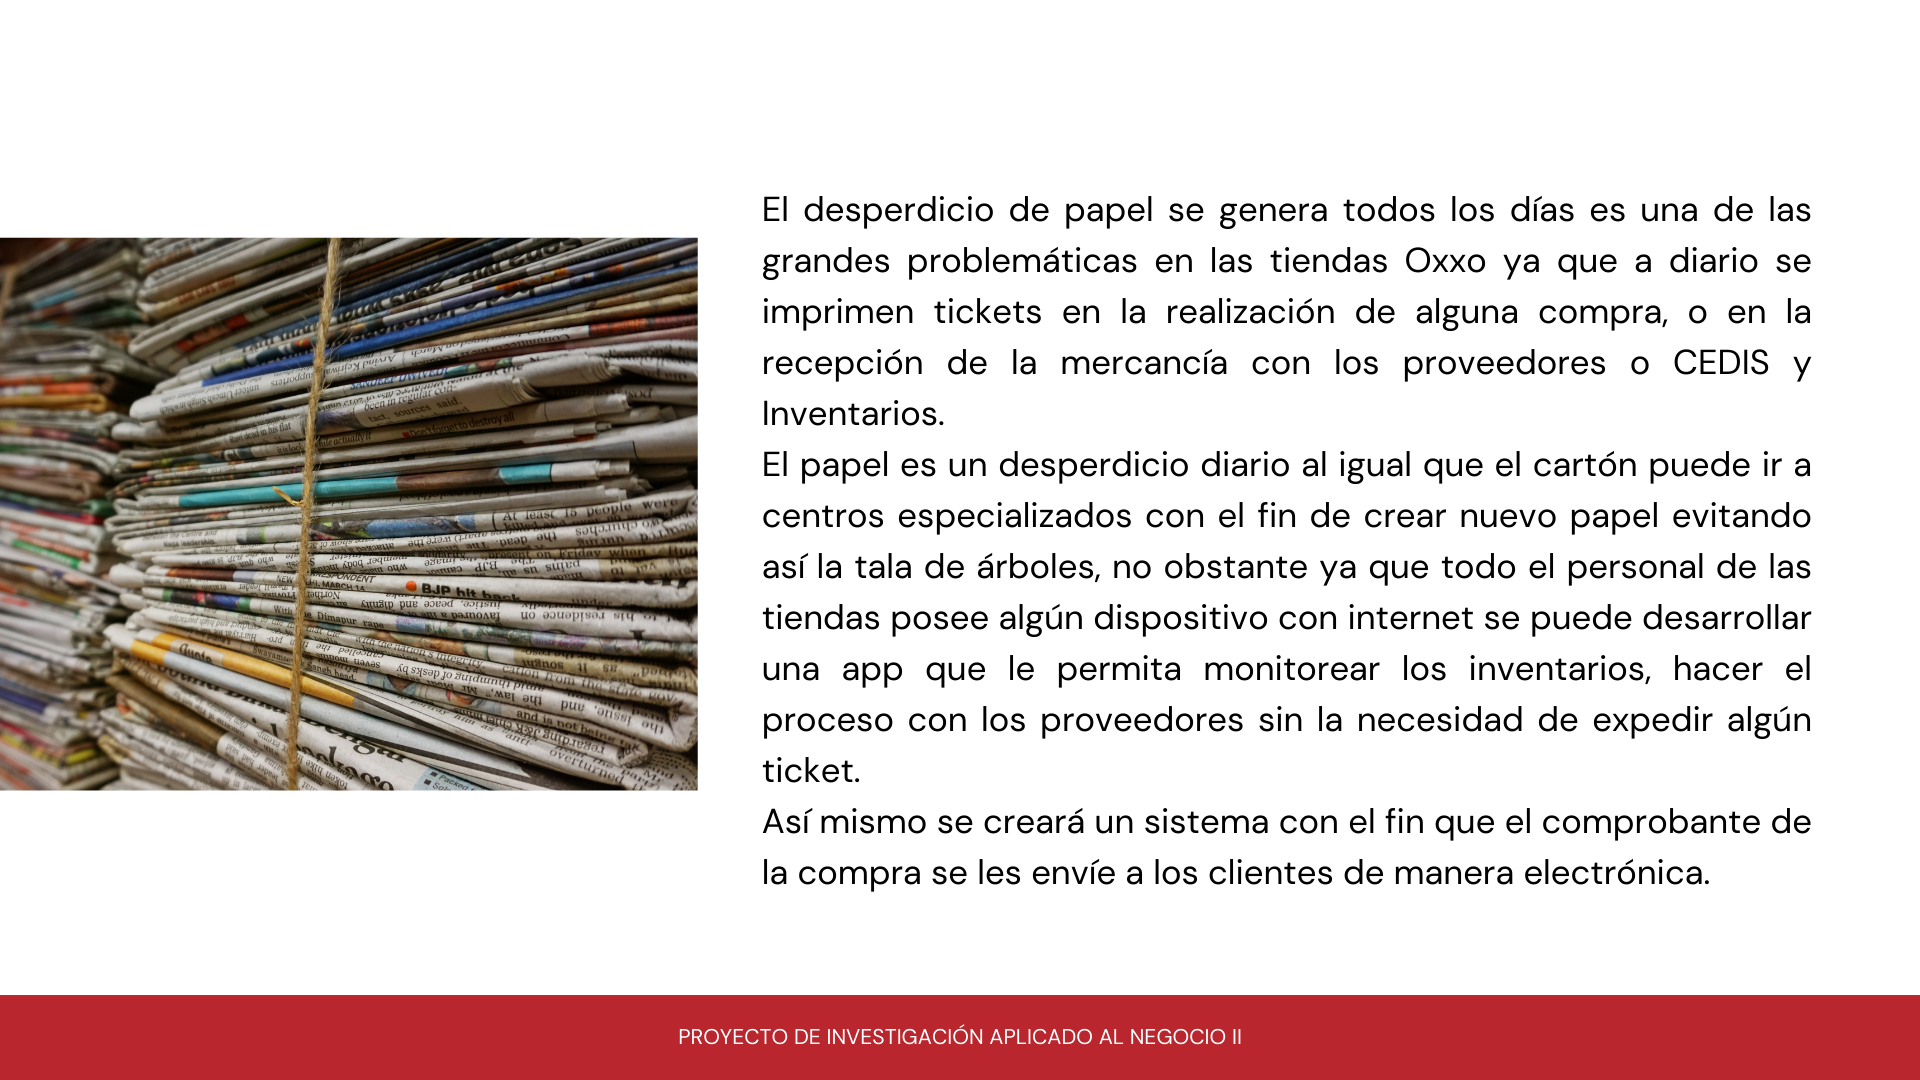 El desperdicio de papel se genera todos los días es una de las
grandes problemáticas en las tiendas Oxxo ya que a diario se
imprimen tickets en la realización de alguna compra, o en la
recepción de la mercancía con los proveedores o CEDIS y
Inventarios.
El papel es un desperdicio diario al igual que el cartón puede ir a
centros especializados con el fin de crear nuevo papel evitando
así la tala de árboles, no obstante ya que todo el personal de las
tiendas posee algún dispositivo con internet se puede desarrollar
una app que le permita monitorear los inventarios, hacer el
proceso con los proveedores sin la necesidad de expedir algún
ticket.
Así mismo se creará un sistema con el fin que el comprobante de
la compra se les envíe a los clientes de manera electrónica.
BJP hit back
PROYECTO DE INVESTIGACIÓN APLICADO AL NEGOCIO II